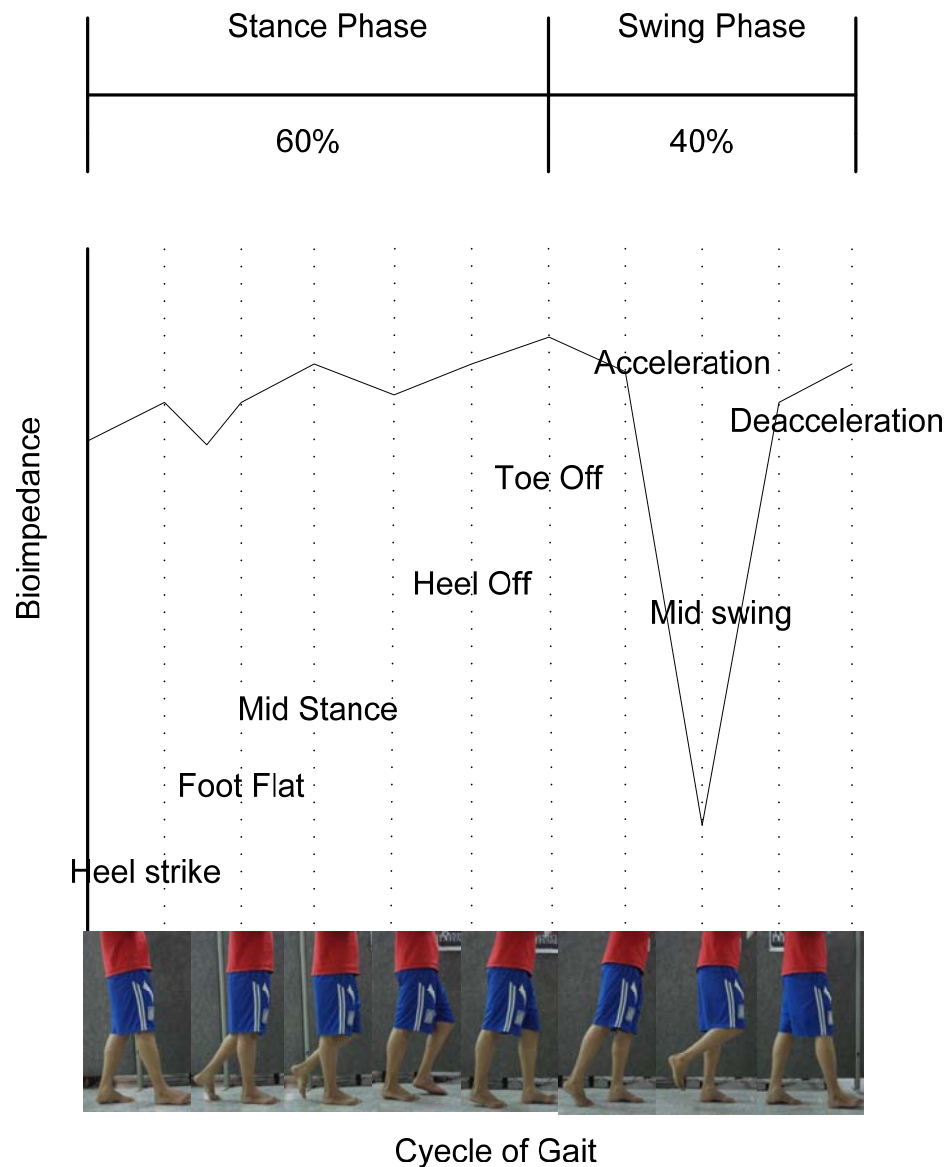 Stance Phase
Swing Phase
60%
40%
Acceleration
Deacceleration
Toe Off
Heel Off
Mid swing
Mid Stance
Foot Flat
Heel strike
Bioimpedance
Cyecle of Gait